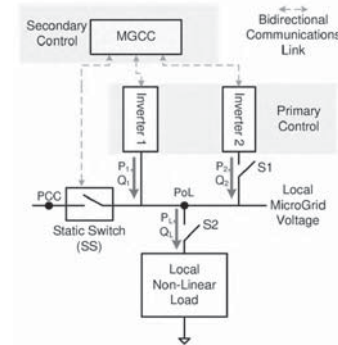 Secondary
Control
MGCC
Bidirectional
Communications
Link
Inverter 1
Inverter 2
Primary
Control
P1,
Q1
P2,
Q2
S1
PCC
PoL
Local
MicroGrid
Voltage
Static Switch
(SS)
PL,
QL
S2
Local
Non-Linear
Load